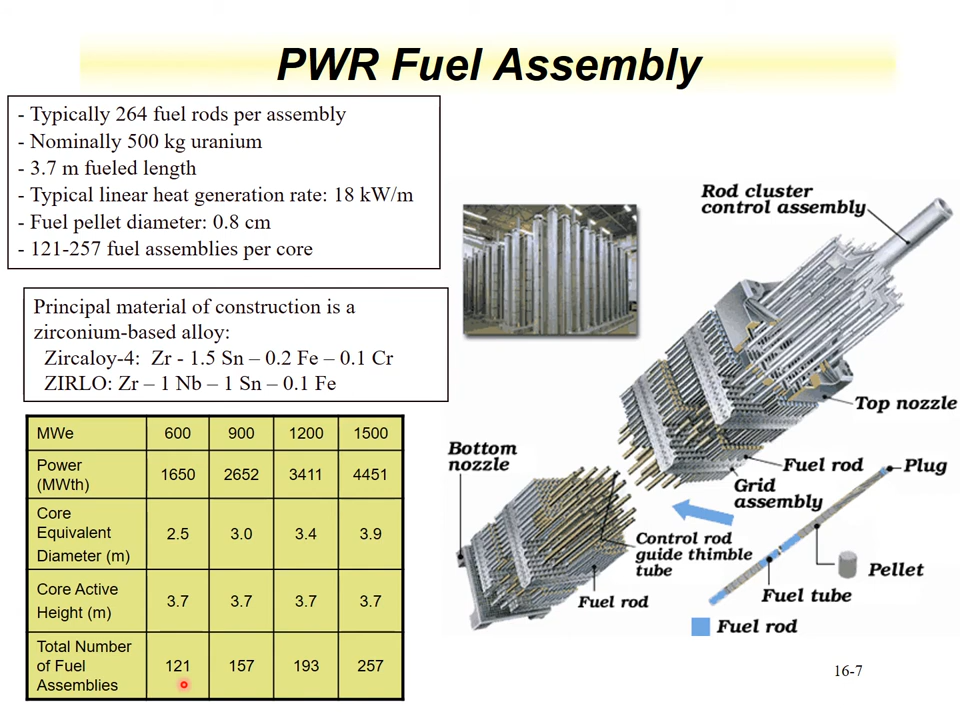 PWR Fuel Assembly
- Typically 264 fuel rods per assembly
- Nominally 500 kg uranium
- 3.7 m fueled length
- Typical linear heat generation rate: 18 kW/m
- Fuel pellet diameter: 0.8 cm
- 121-257 fuel assemblies per core
Principal material of construction is a
zirconium-based alloy:
Zircaloy-4: Zr - 1.5 Sn – 0.2 Fe – 0.1 Cr
ZIRLO: Zr – 1 Nb – 1 Sn – 0.1 Fe
MWe 600 900 1200 1500
Power
(MWth) 1650 2652 3411 4451
Core
Equivalent
Diameter (m) 2.5 3.0 3.4 3.9
Core Active
Height (m) 3.7 3.7 3.7 3.7
Total Number
of Fuel
Assemblies 121 157 193 257
Rod cluster
control assembly
Top nozzle
Bottom
nozzle
Fuel rod
Plug
Grid
assembly
Control rod
guide thimble
tube
Pellet
Fuel tube
Fuel rod
Fuel rod
16-7